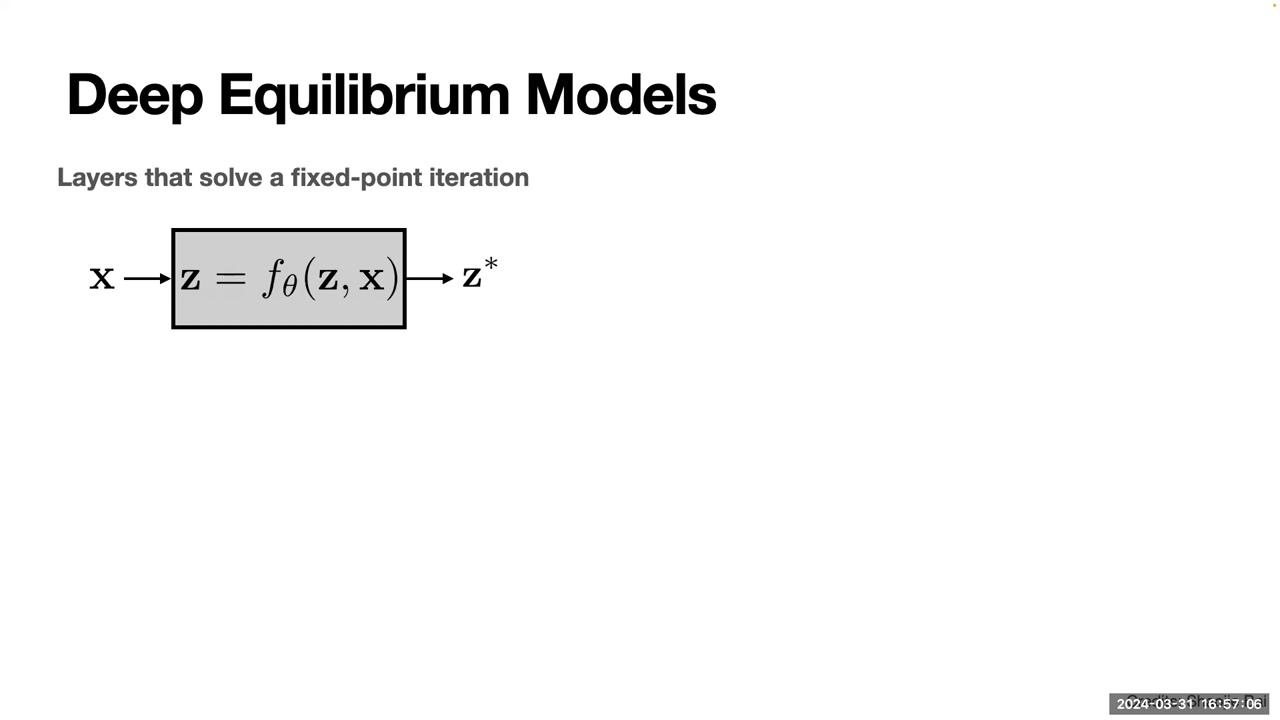 Deep Equilibrium Models
Layers that solve a fixed-point iteration
x → z = f_θ(z, x) → z*
2024-03-31 16:57:06